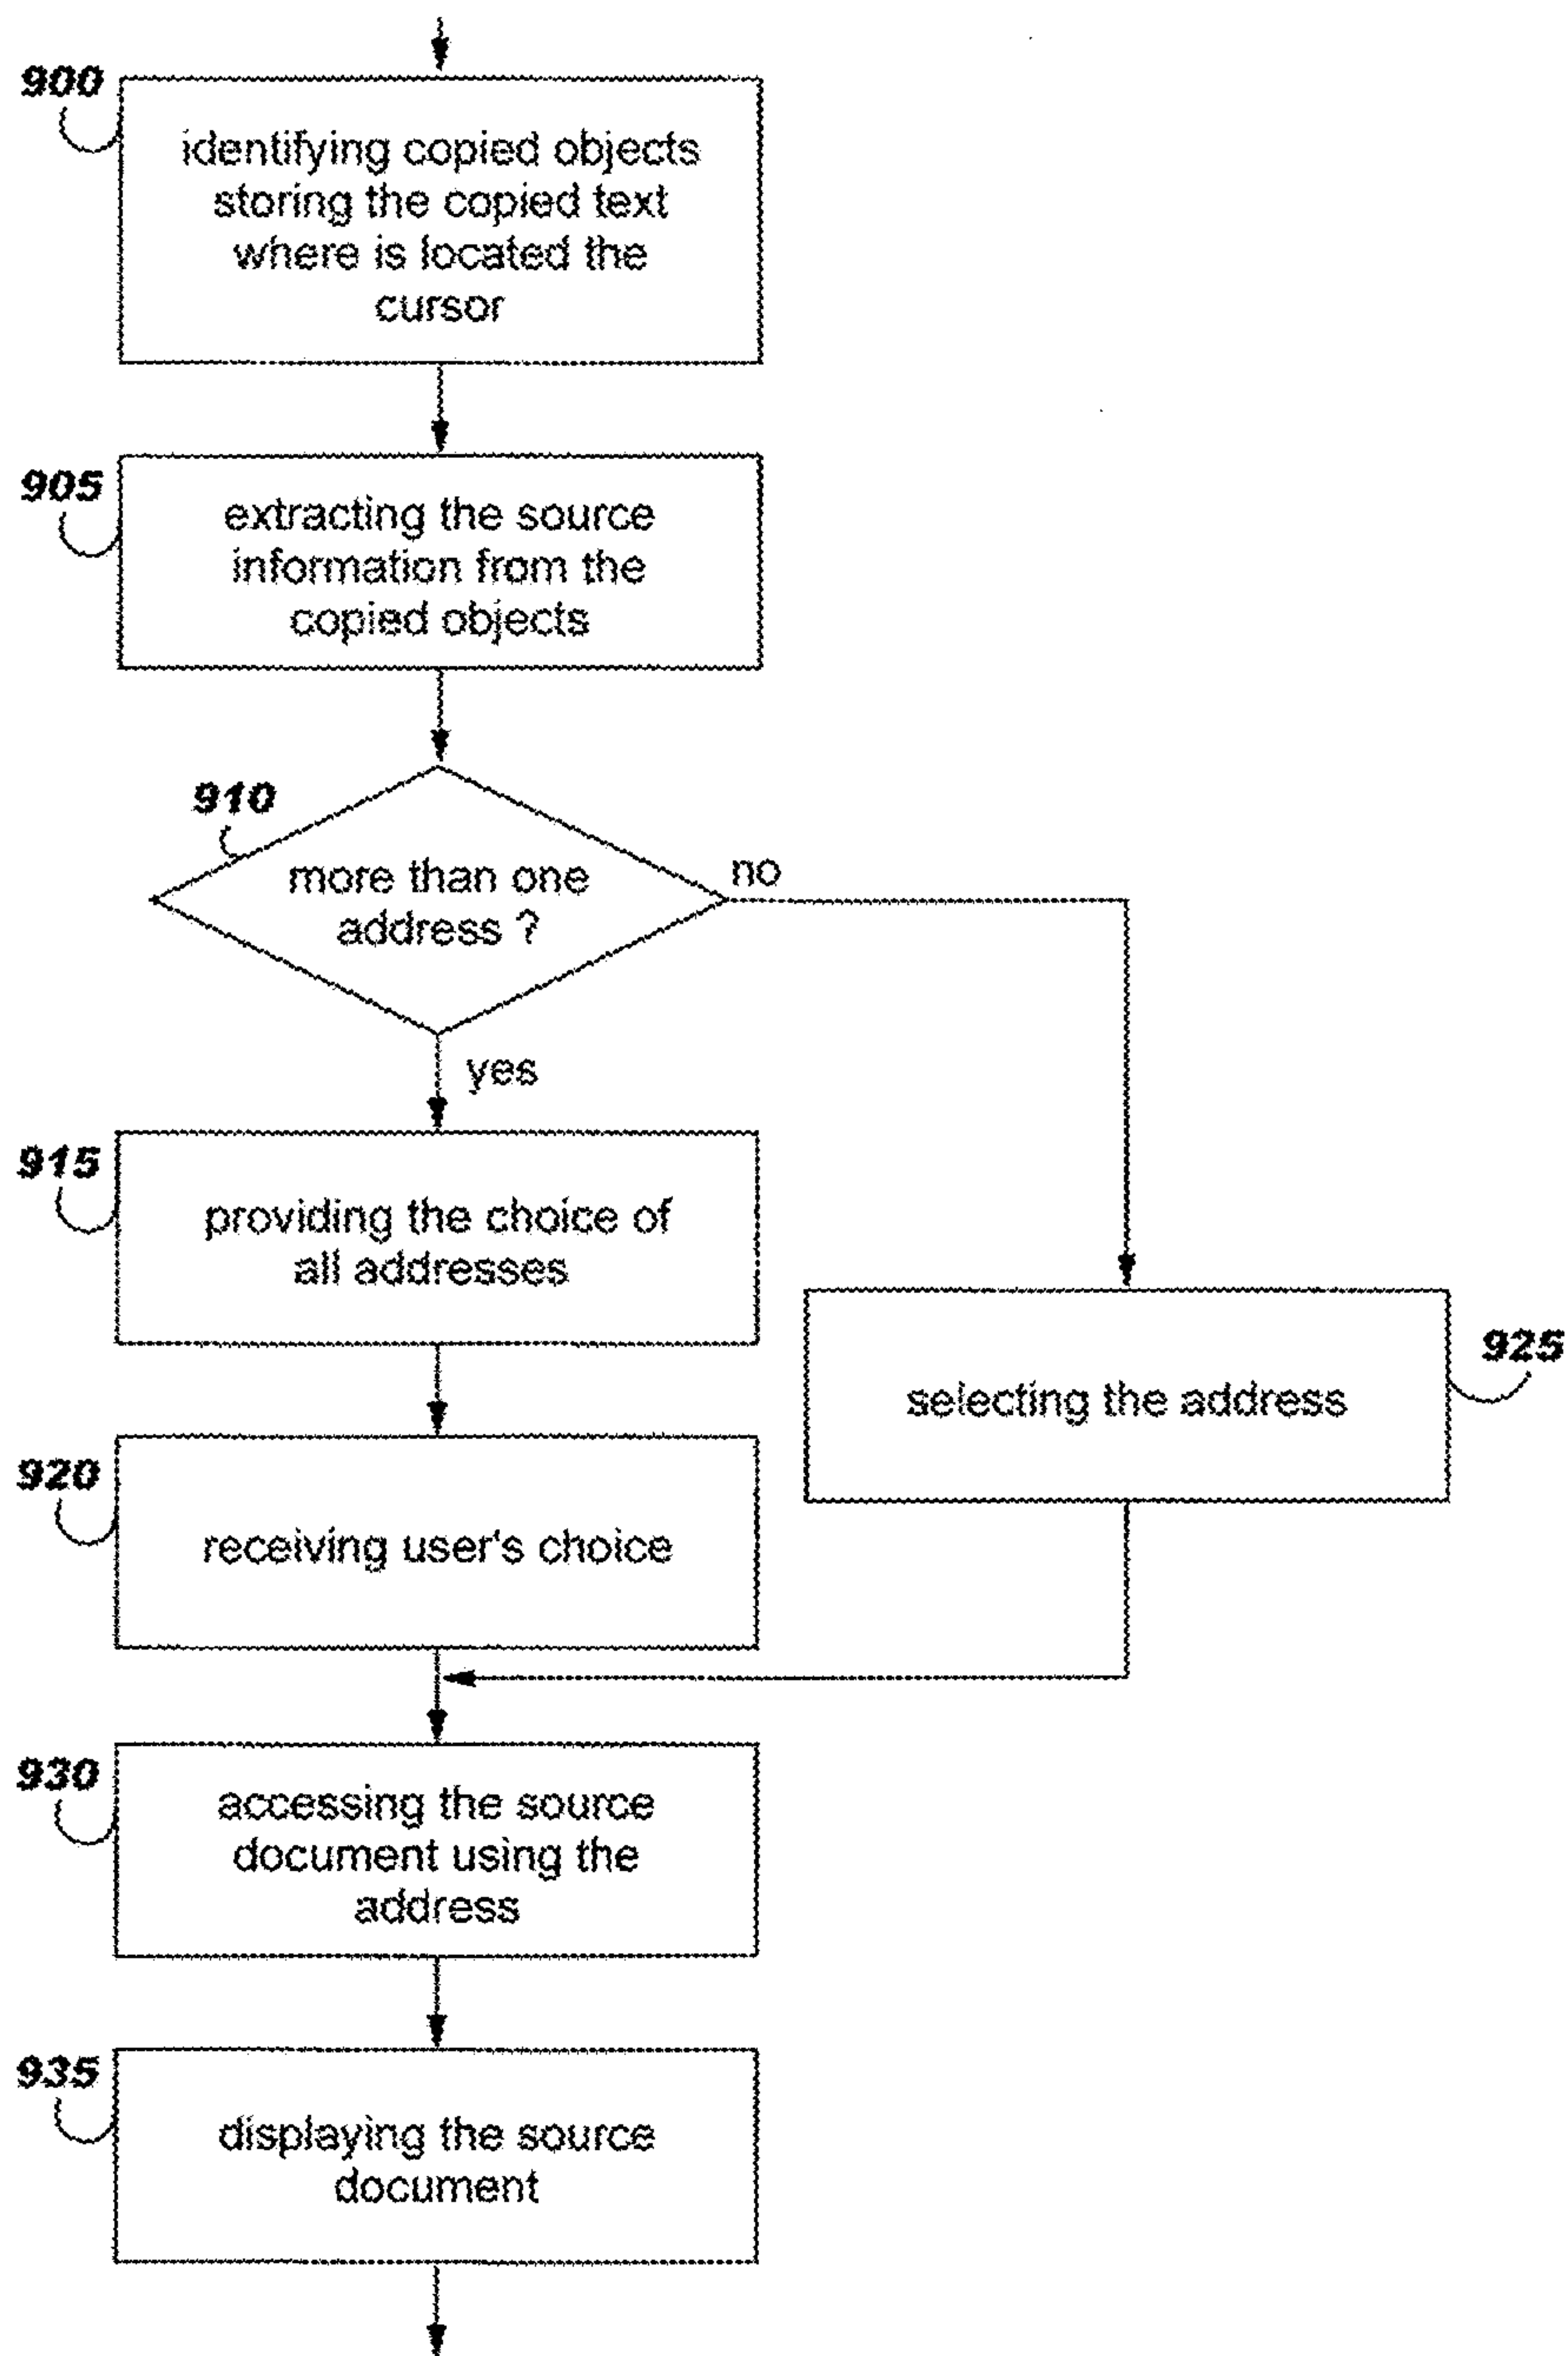 900
identifying copied objects
storing the copied text
where is located the
cursor
905
extracting the source
information from the
copied objects
910
more than one
address ?
no
yes
915
providing the choice of
all addresses
925
selecting the address
920
receiving user's choice
930
accessing the source
document using the
address
935
displaying the source
document